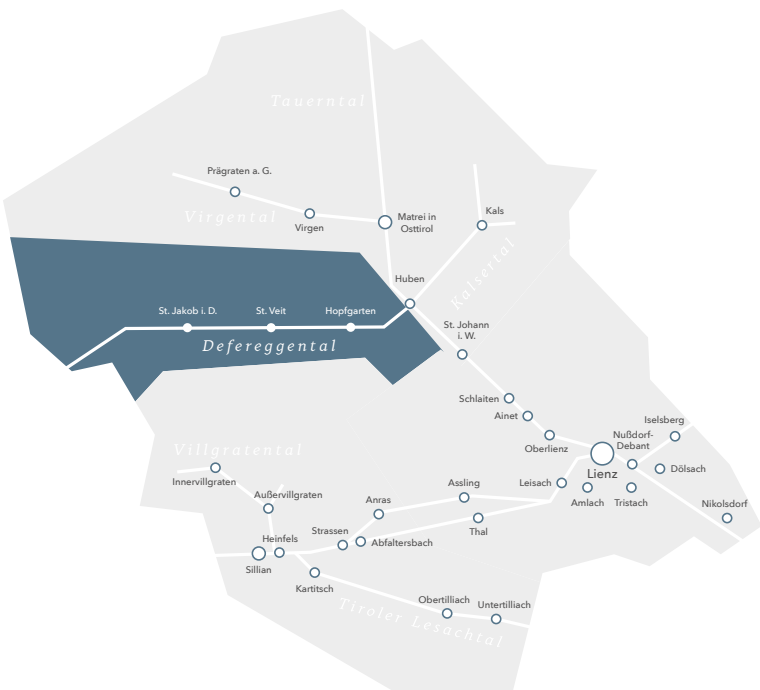 Tauerntal
Prägraten a. G.
Virgental
Virgen
Matrei in
Osttirol
Kals
Kalsertal
Huben
St. Jakob i. D.
St. Veit
Hopfgarten
Defereggental
St. Johann
i. W.
Schlaiten
Ainet
Oberlienz
Iselsberg
Nußdorf-
Debant
Lienz
Dölsach
Leisach
Amlach
Tristach
Nikolsdorf
Villgratental
Innervillgraten
Außervillgraten
Assling
Anras
Thal
Strassen
Abfaltersbach
Heinfels
Sillian
Kartitsch
Obertilliach
Untertilliach
Tiroler Lesachtal